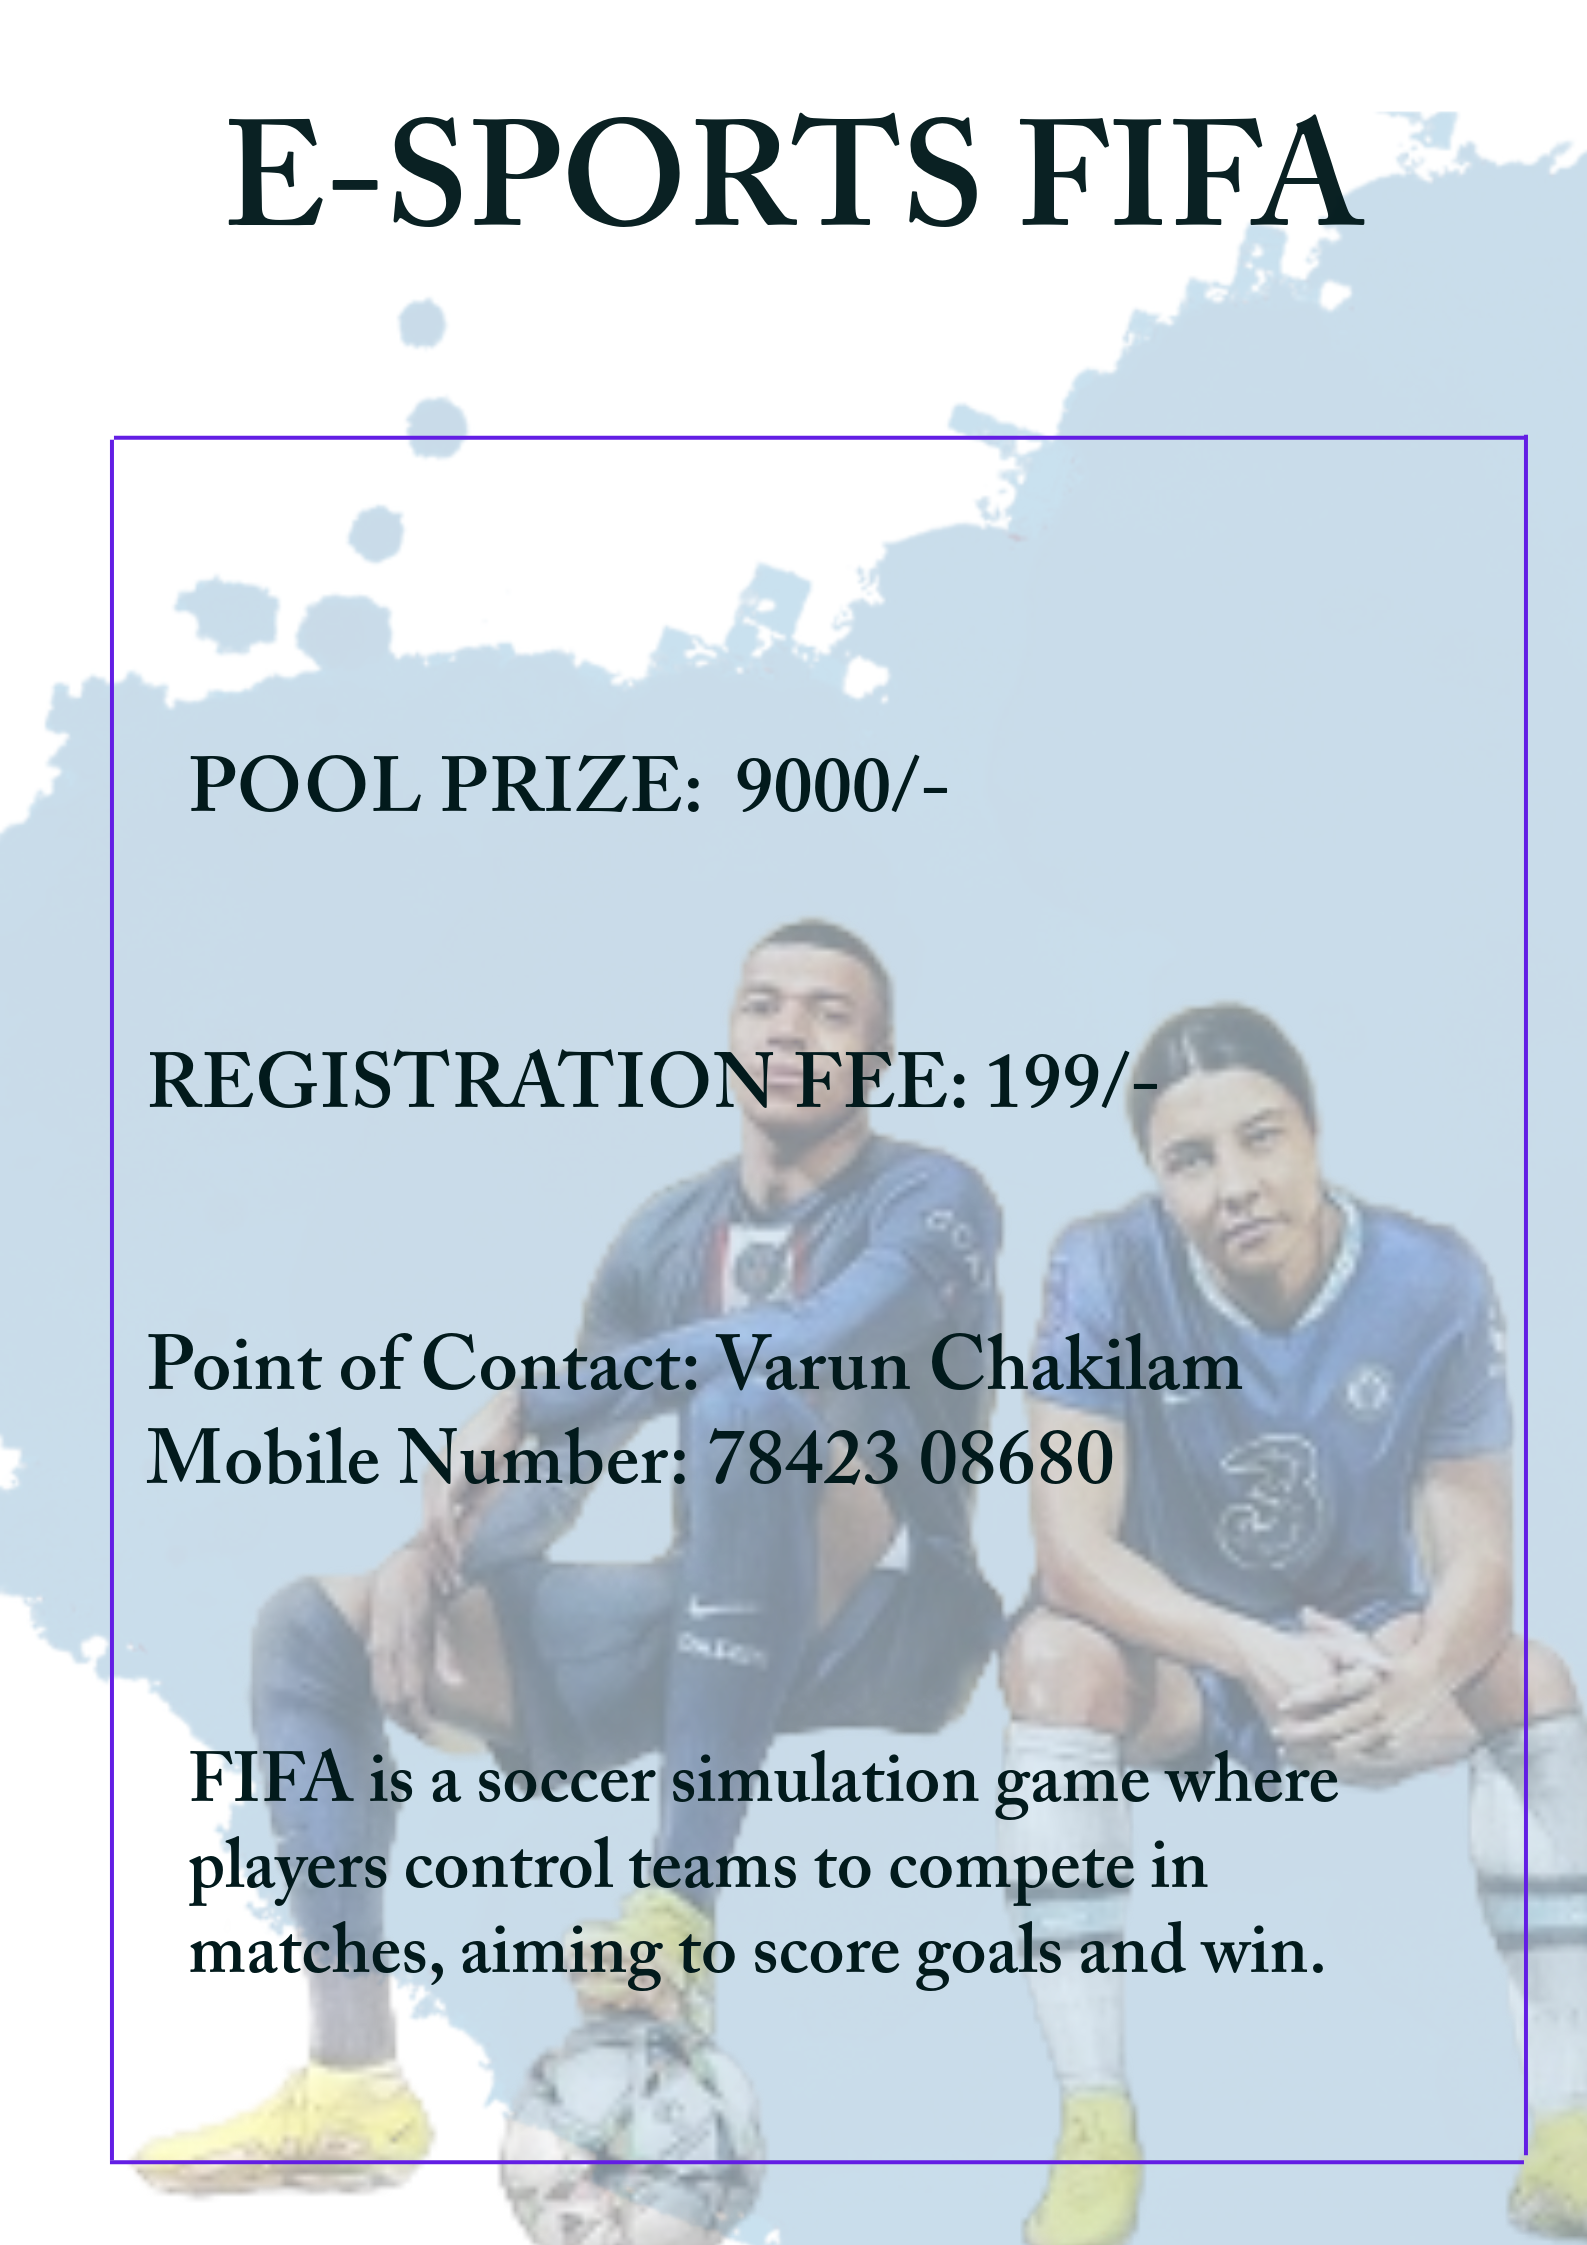 E-SPORTS FIFA
POOL PRIZE: 9000/-
REGISTRATION FEE: 199/-
Point of Contact: Varun Chakilam
Mobile Number: 78423 08680
FIFA is a soccer simulation game where
players control teams to compete in
matches, aiming to score goals and win.